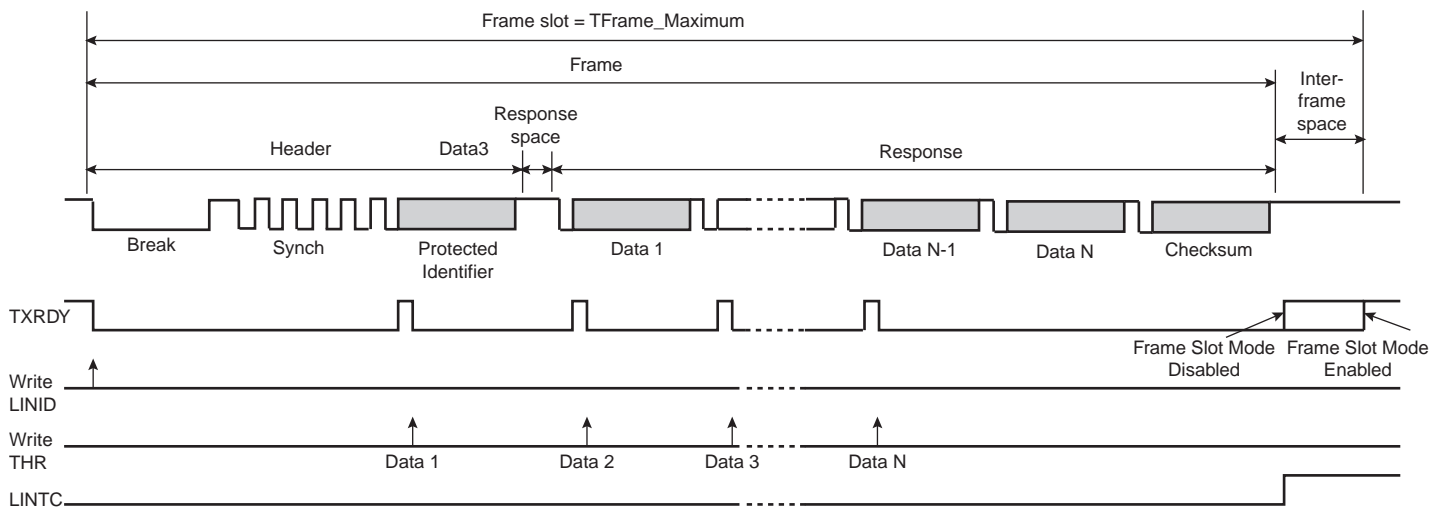 Frame slot = TFrame_Maximum
Frame
Inter-
frame
space
Response
space
Header
Data3
Response
Break
Synch
Protected
Identifier
Data 1
Data N-1
Data N
Checksum
TXRDY
Frame Slot Mode
Disabled
Frame Slot Mode
Enabled
Write
LINID
Write
THR
Data 1
Data 2
Data 3
Data N
LINTC